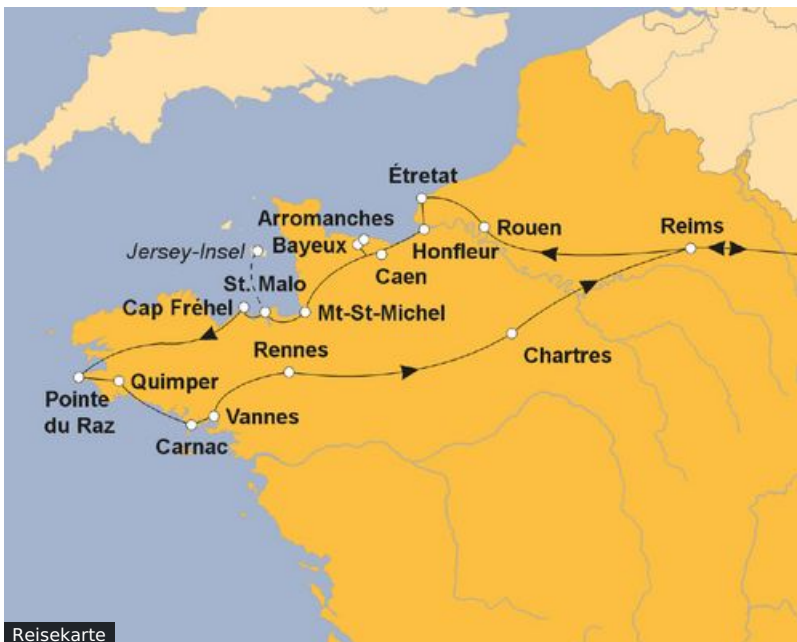 Étretat
Arromanches
Rouen
Reims
Jersey-Insel
Bayeux
Honfleur
Caen
St. Malo
Cap Fréhel
Mt-St-Michel
Rennes
Chartres
Quimper
Pointe
du Raz
Vannes
Carnac
Reisekarte